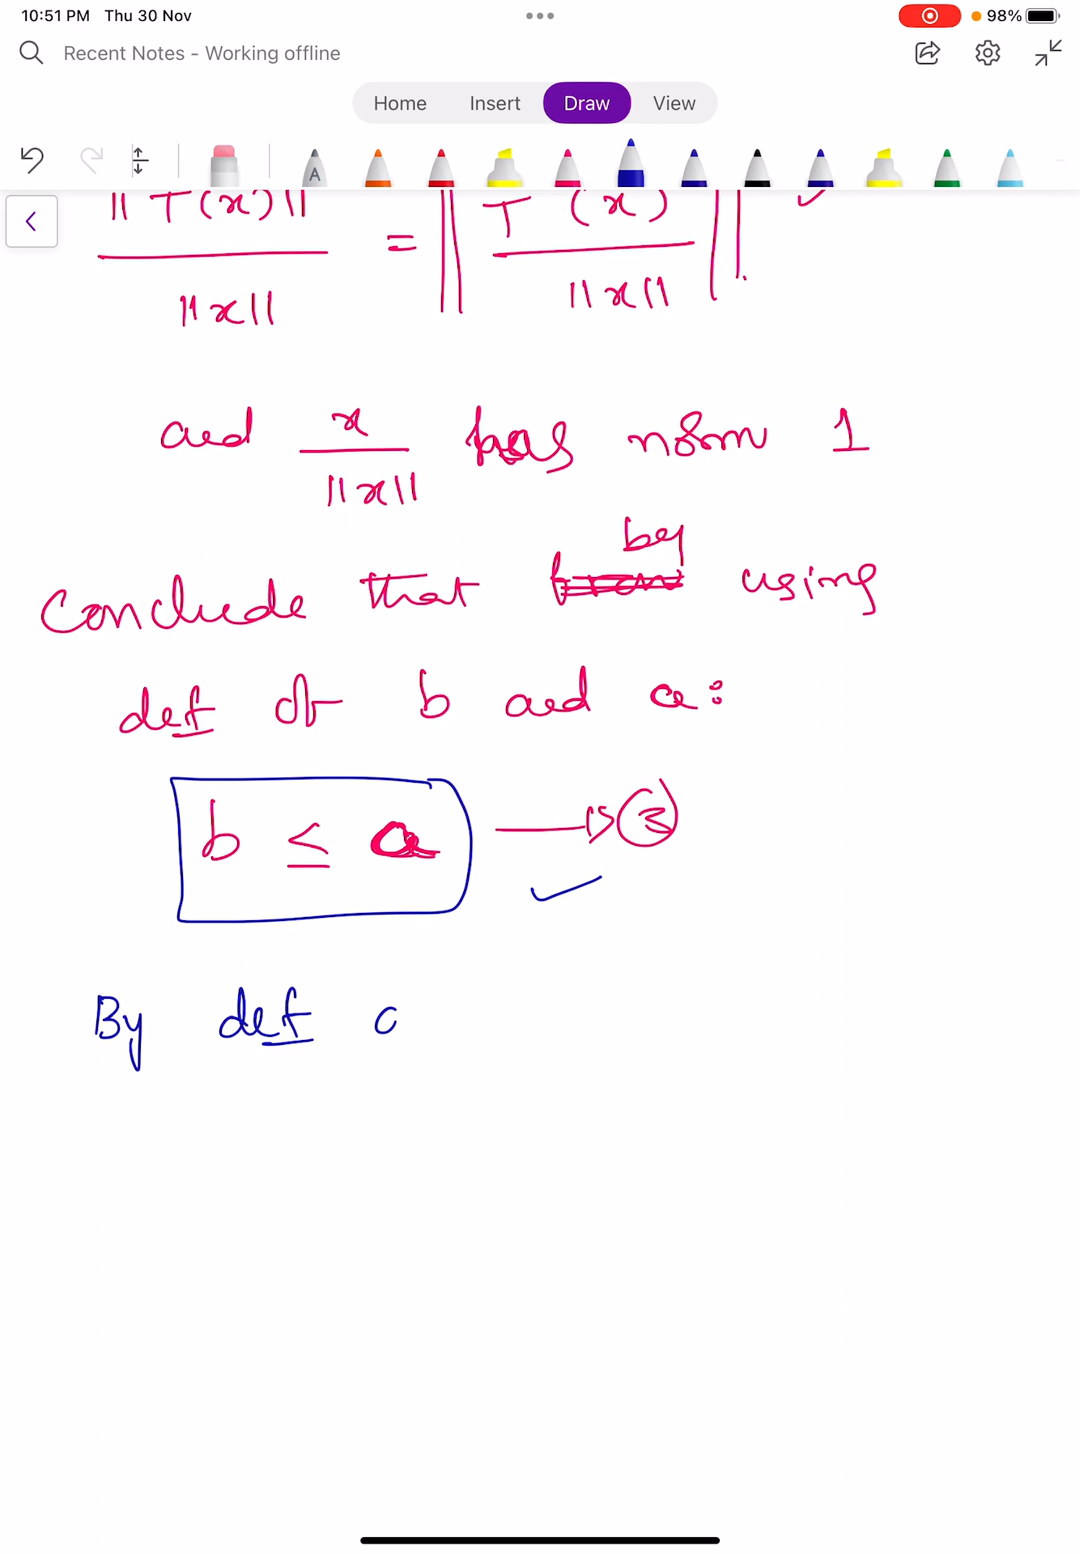 10:51 PM Thu 30 Nov 98%
Recent Notes - Working offline
Home Insert Draw View
A
||T(x)|| / ||x|| = || T(x) / ||x|| ||.
and x / ||x|| has norm 1
Conclude that by using
def of b and a:
b ≤ a → ③
By def o